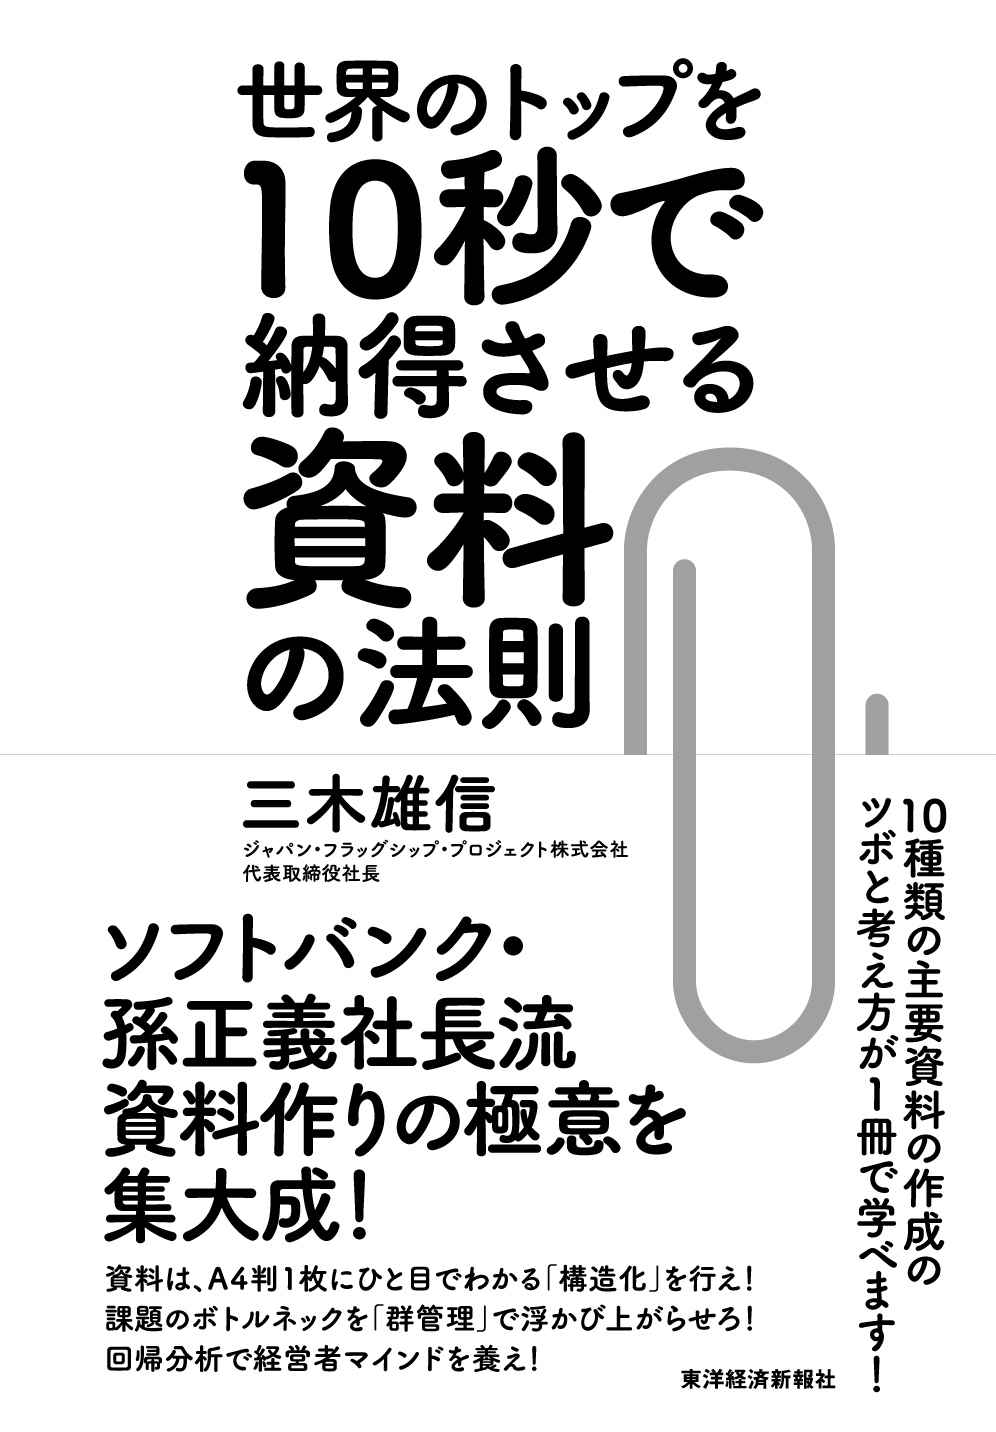 世界のトップを
10秒で
納得させる
資料
の法則
三木雄信
ジャパン・フラッグシップ・プロジェクト株式会社
代表取締役社長
10種類の主要資料の作成の
ツボと考え方が1冊で学べます！
ソフトバンク・
孫正義社長流
資料作りの極意を
集大成！
資料は、A4判1枚にひと目でわかる「構造化」を行え！
課題のボトルネックを「群管理」で浮かび上がらせろ！
回帰分析で経営者マインドを養え！
東洋経済新報社